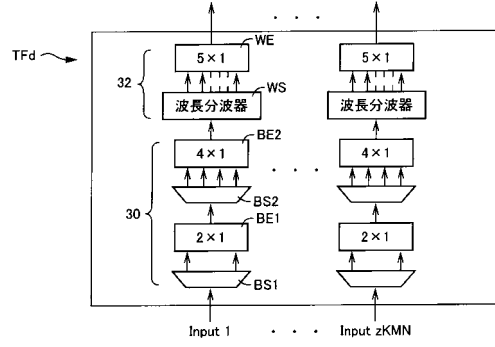 . . .
TFd
32
5×1
WE
5×1
波長分波器
WS
波長分波器
30
4×1
BE2
. . .
4×1
BS2
2×1
BE1
2×1
BS1
Input 1
. . .
Input zKMN